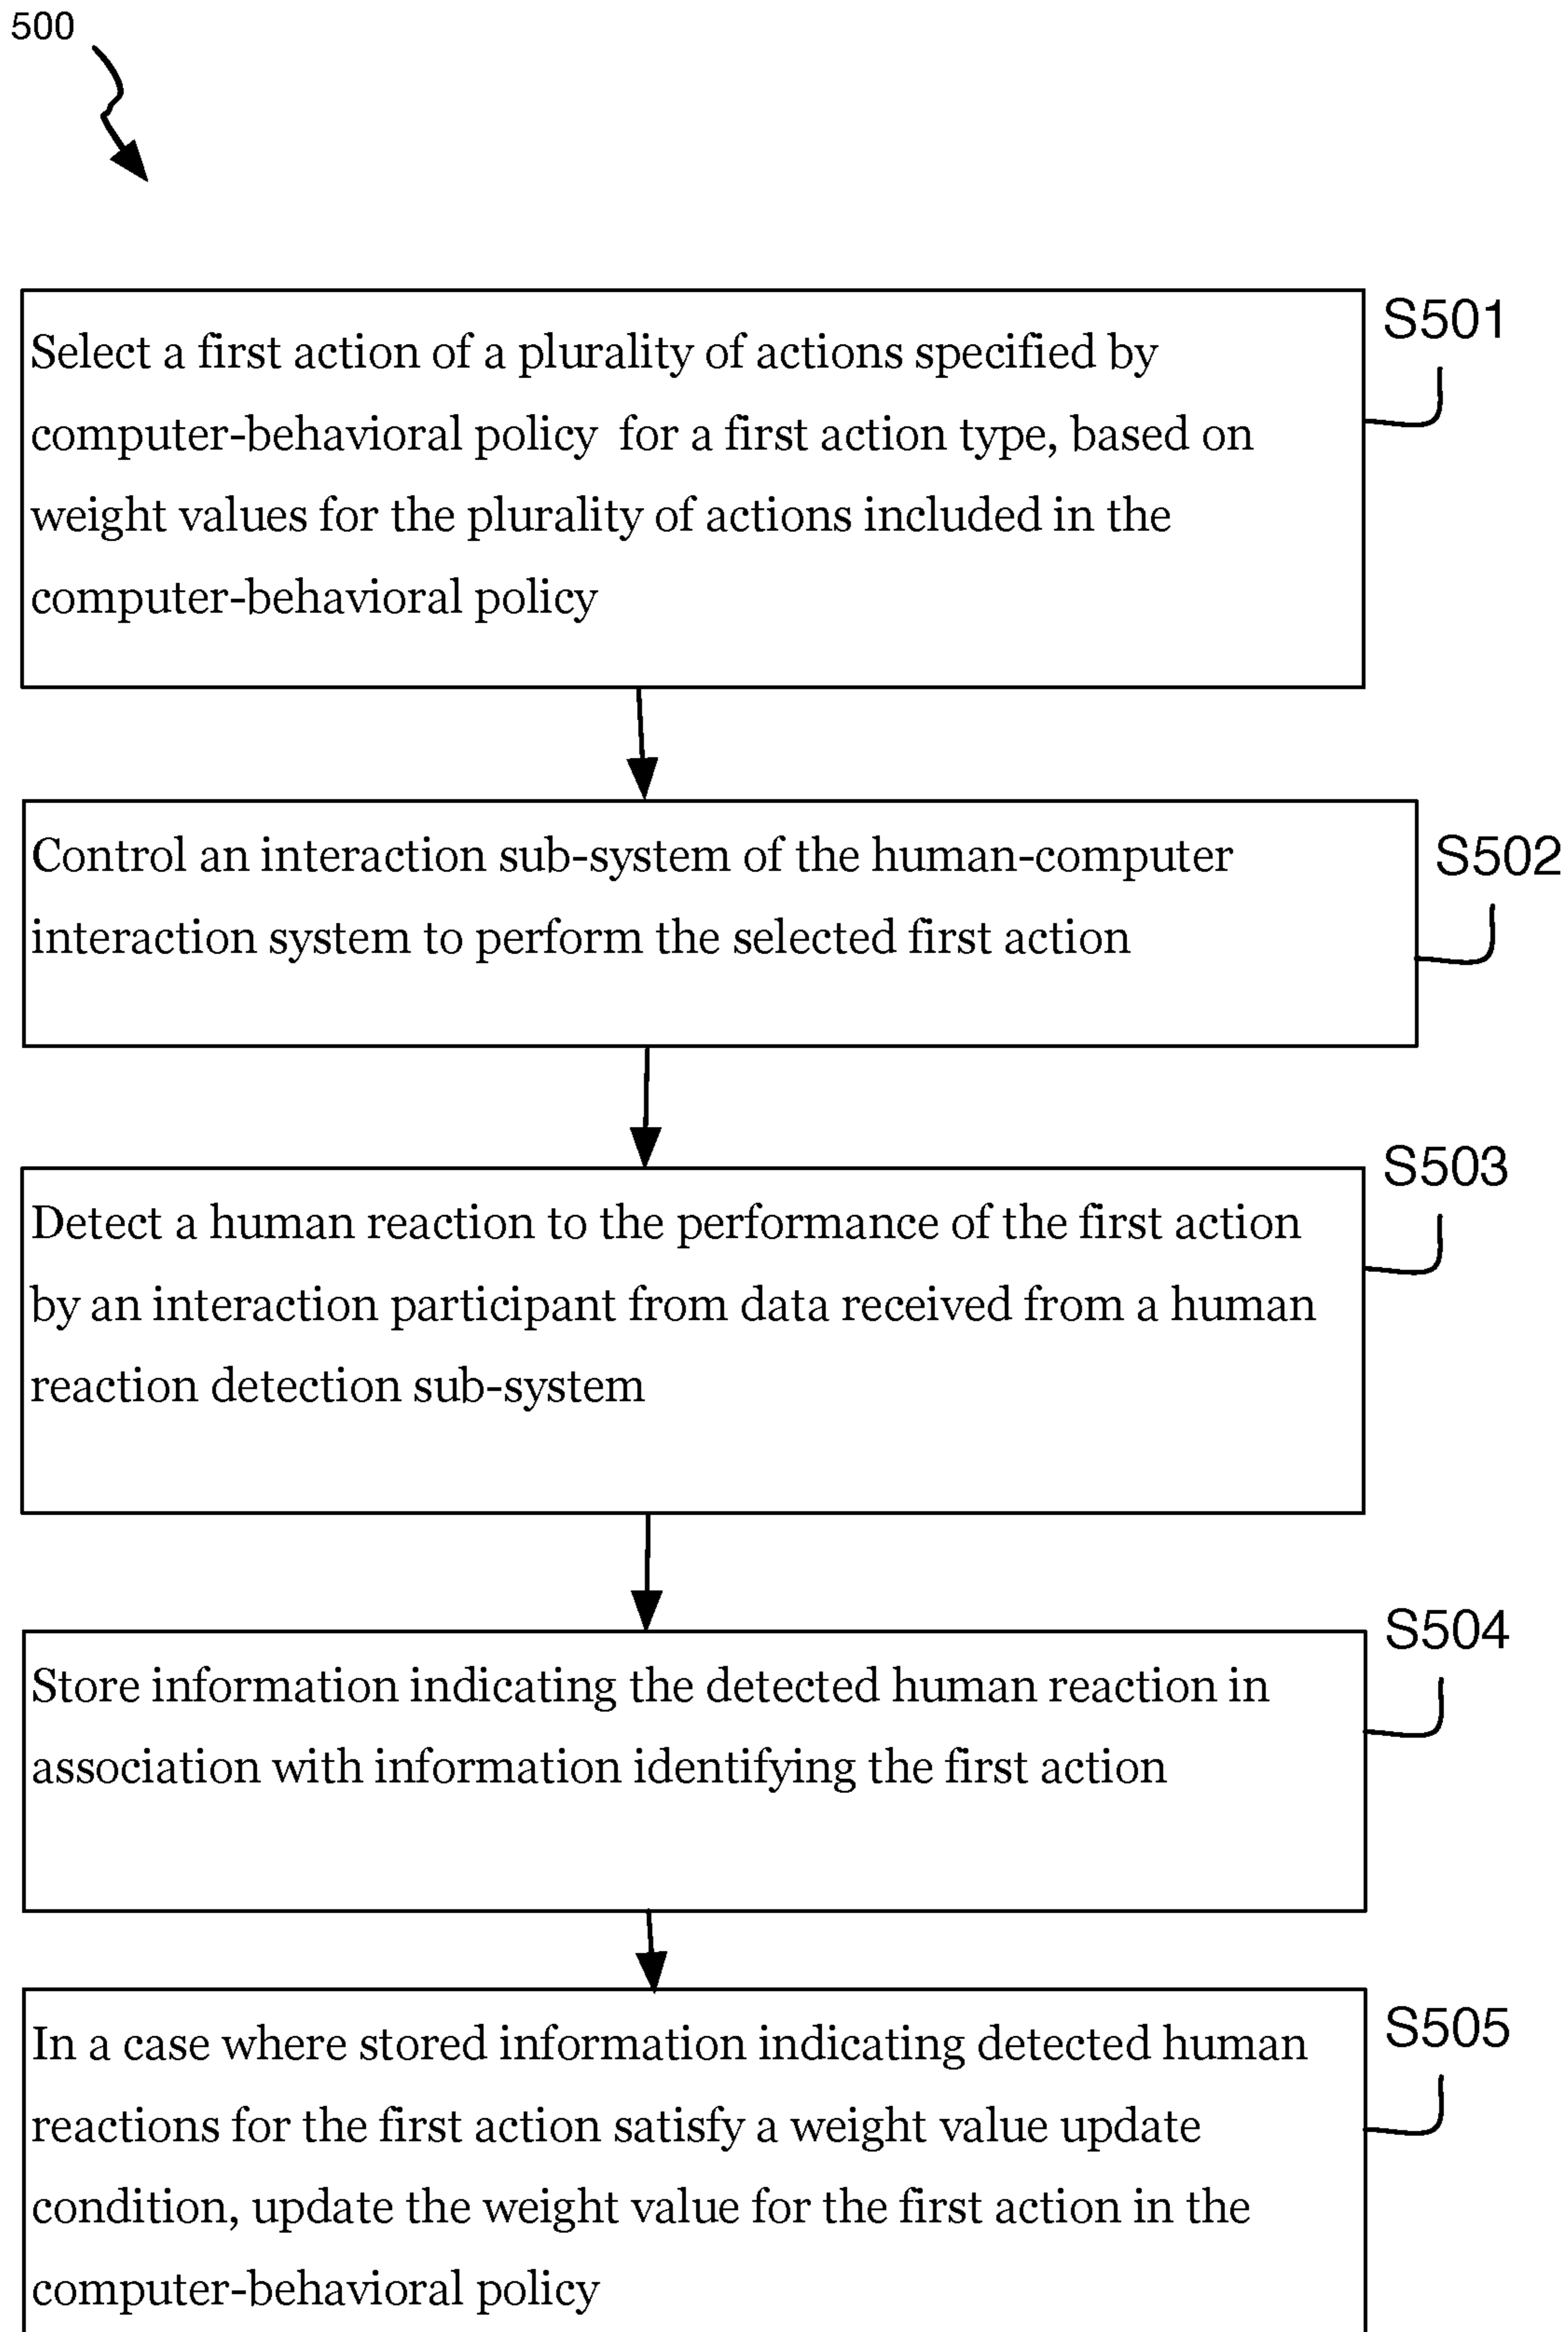 500
S501
Select a first action of a plurality of actions specified by
computer-behavioral policy for a first action type, based on
weight values for the plurality of actions included in the
computer-behavioral policy
S502
Control an interaction sub-system of the human-computer
interaction system to perform the selected first action
S503
Detect a human reaction to the performance of the first action
by an interaction participant from data received from a human
reaction detection sub-system
S504
Store information indicating the detected human reaction in
association with information identifying the first action
S505
In a case where stored information indicating detected human
reactions for the first action satisfy a weight value update
condition, update the weight value for the first action in the
computer-behavioral policy